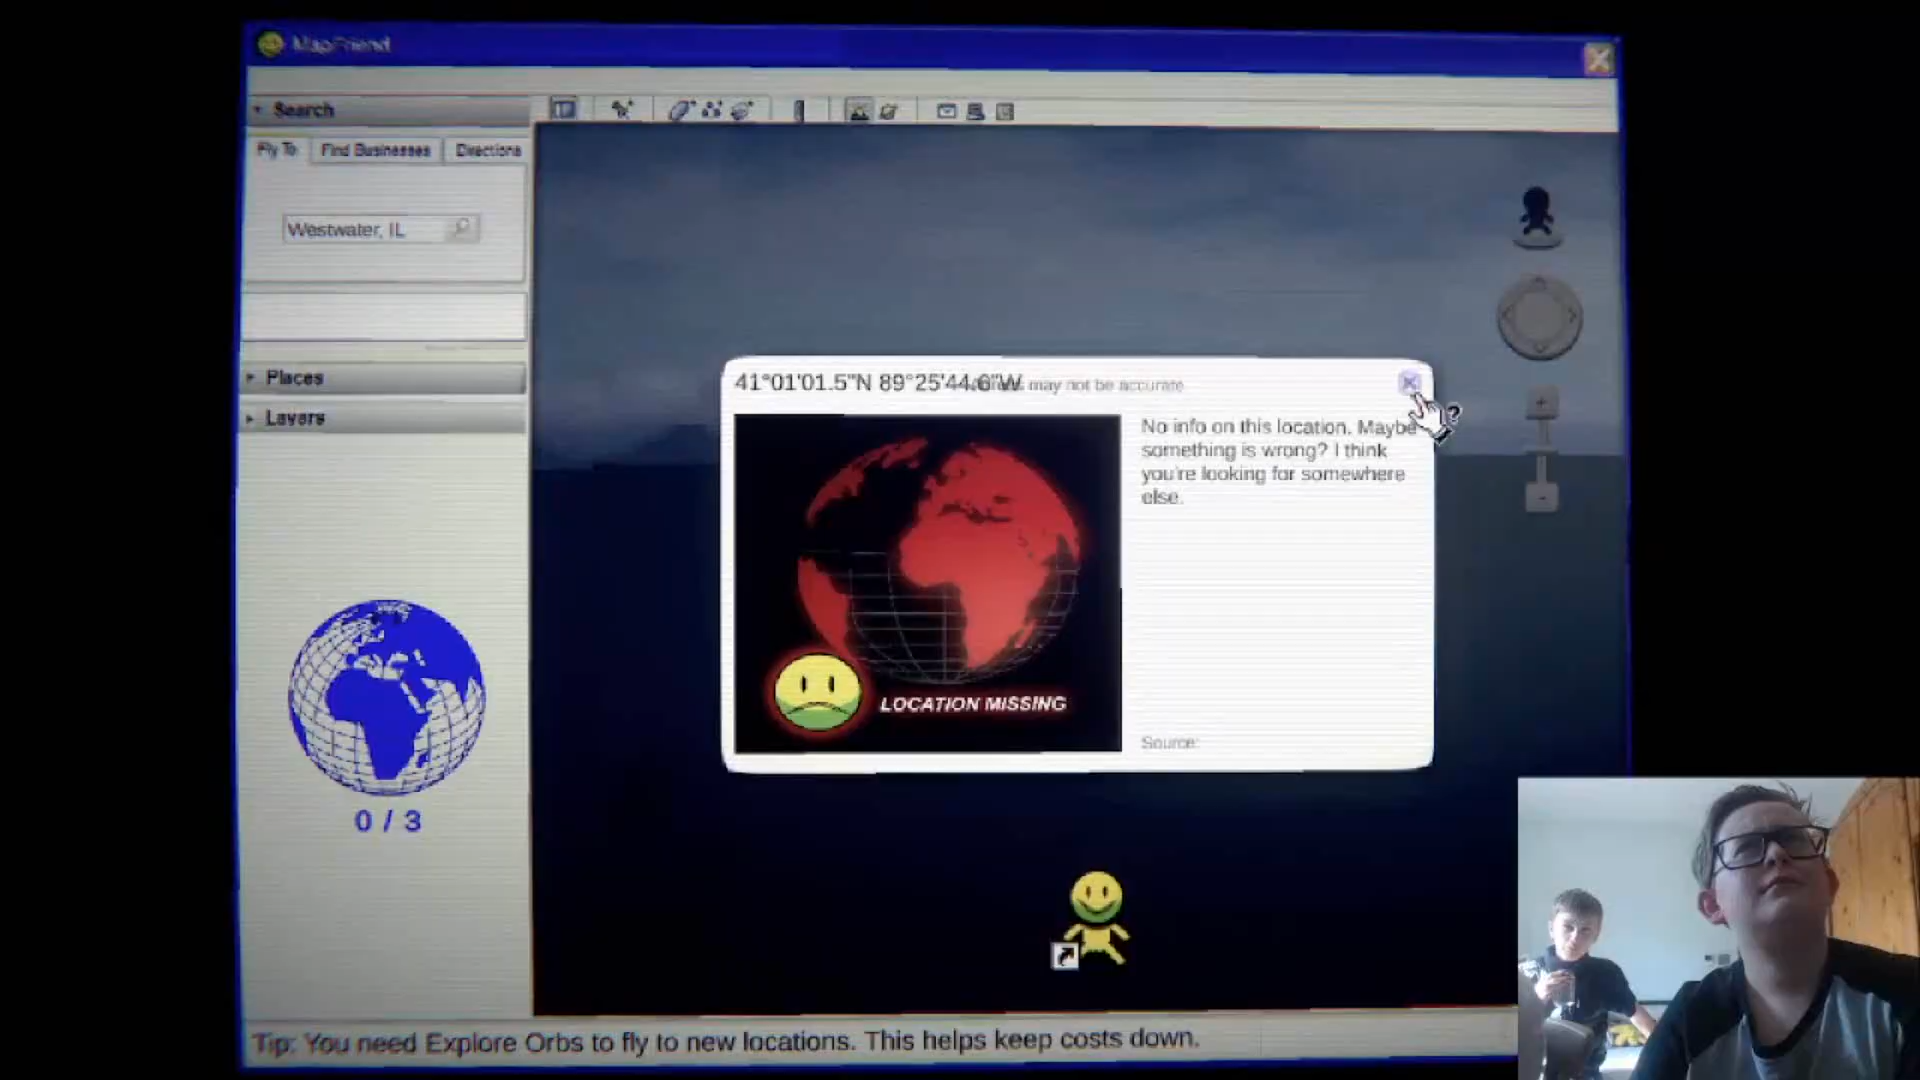 MapFriend
Search
Fly To
Find Businesses
Directions
Westwater, IL
Places
Layers
0 / 3
41°01'01.5"N 89°25'44.6"W
may not be accurate
No info on this location. Maybe
something is wrong? I think
you're looking for somewhere
else.
LOCATION MISSING
Source:
Tip: You need Explore Orbs to fly to new locations. This helps keep costs down.